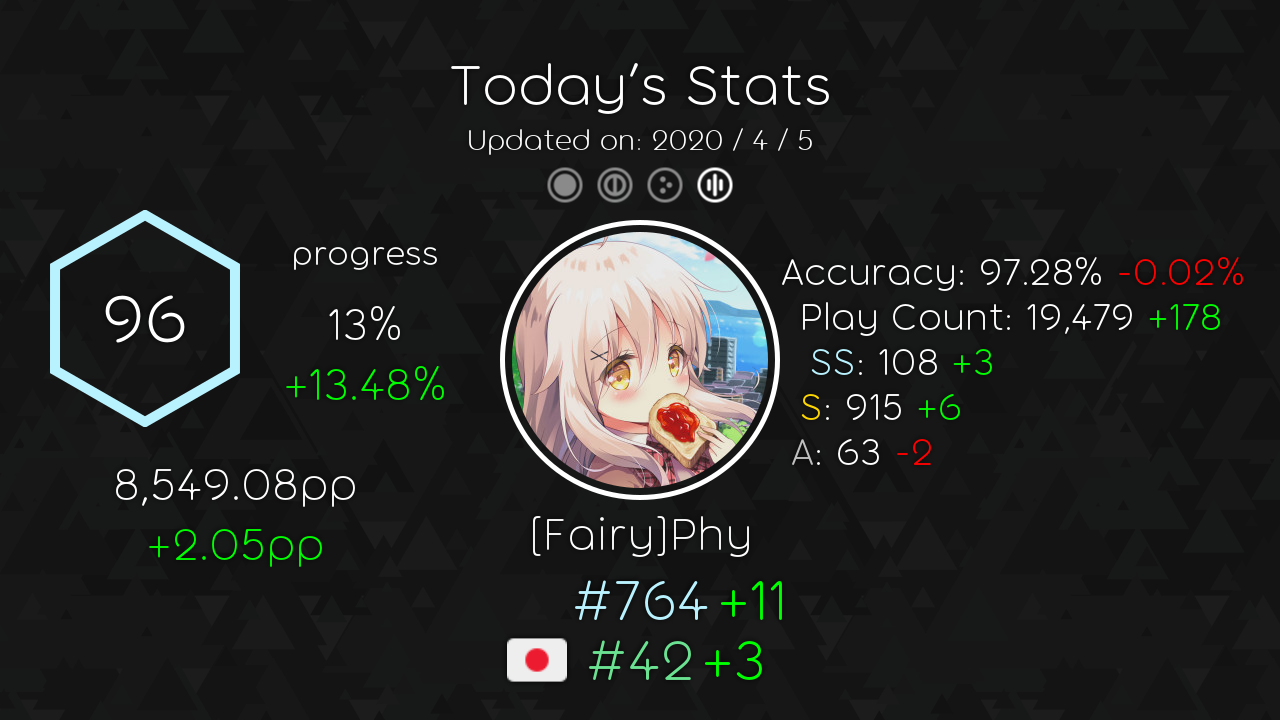 Today's Stats
Updated on: 2020 / 4 / 5
96
progress
13%
+13.48%
8,549.08pp
+2.05pp
Accuracy: 97.28% -0.02%
Play Count: 19,479 +178
SS: 108 +3
S: 915 +6
A: 63 -2
[Fairy]Phy
#764 +11
#42 +3